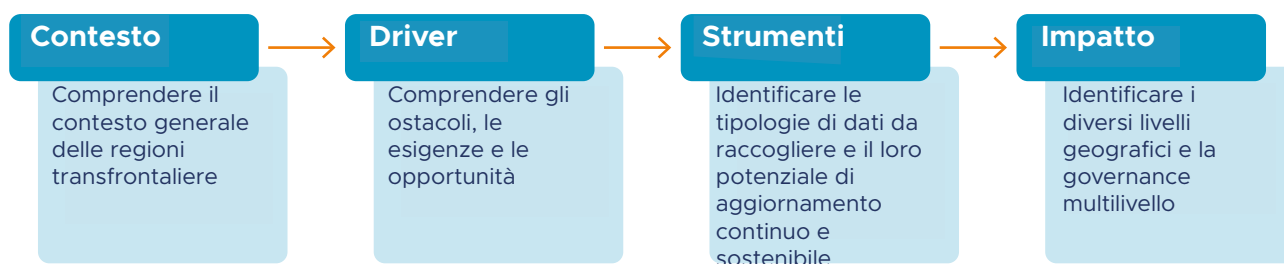 Contesto
Comprendere il
contesto generale
delle regioni
transfrontaliere
Driver
Comprendere gli
ostacoli, le
esigenze e le
opportunità
Strumenti
Identificare le
tipologie di dati da
raccogliere e il loro
potenziale di
aggiornamento
continuo e
sostenibile
Impatto
Identificare i
diversi livelli
geografici e la
governance
multilivello